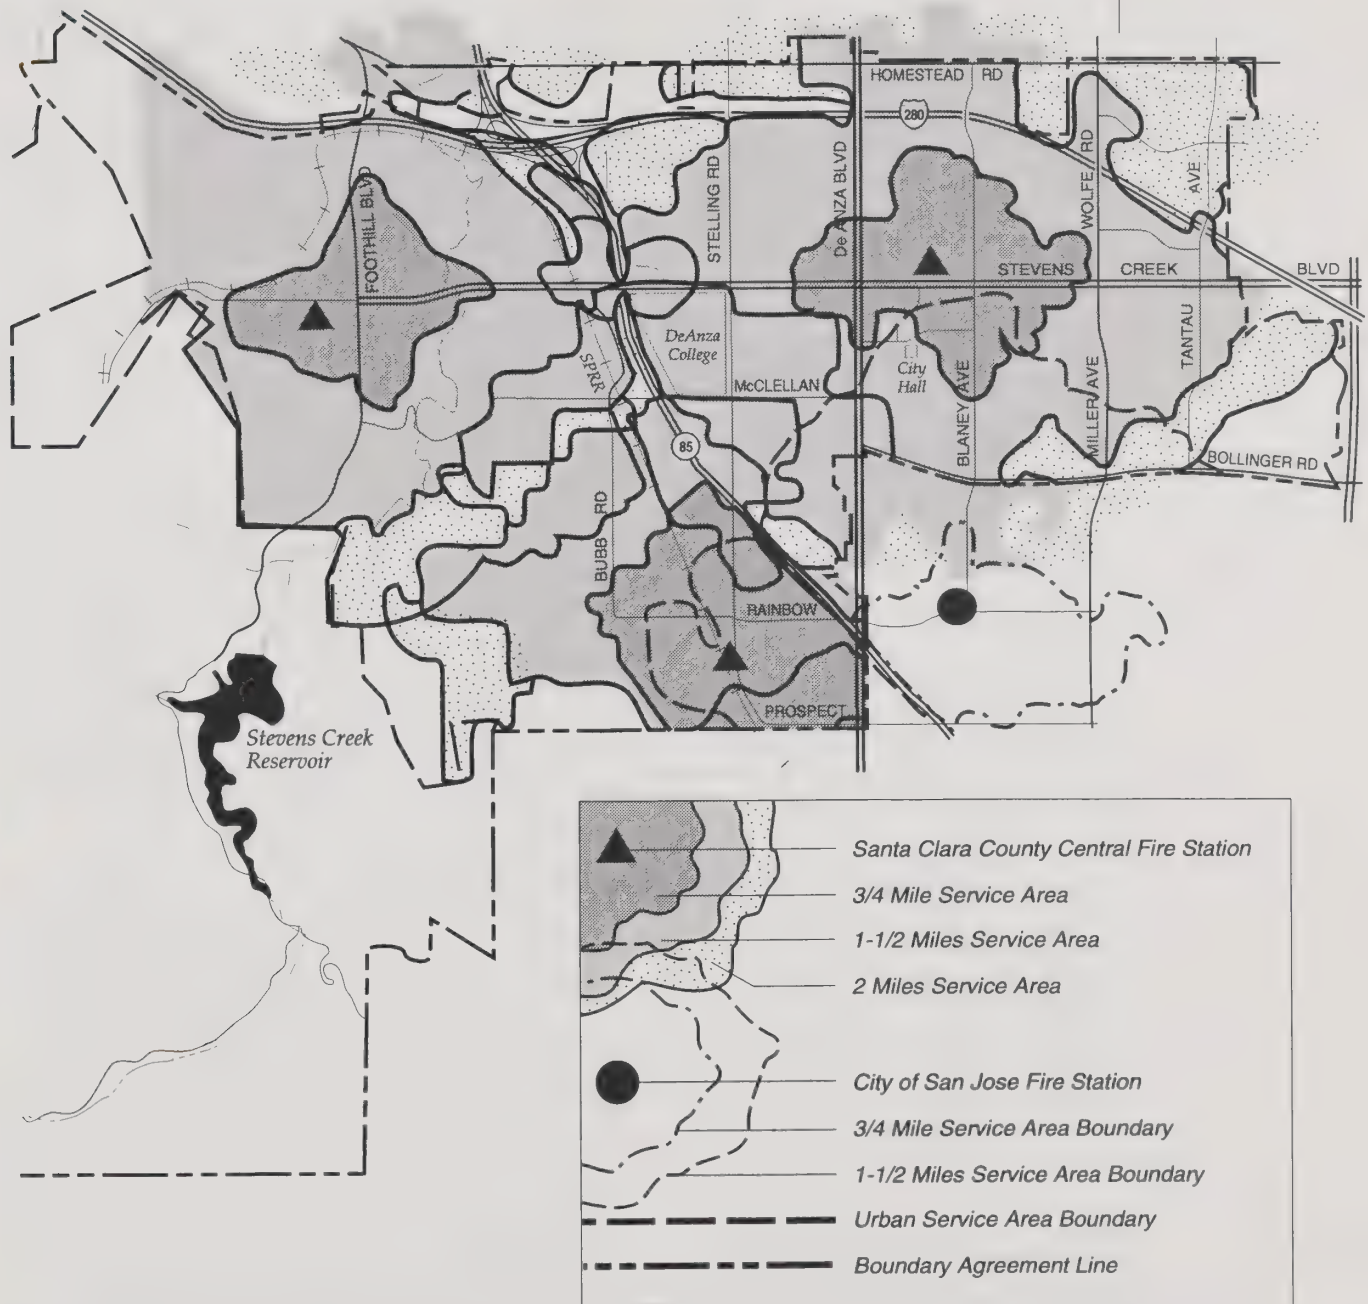 HOMESTEAD RD
280
FOOTHILL BLVD
STELLING RD
De ANZA BLVD
WOLFE RD
AVE
STEVENS CREEK BLVD
TANTAU
DeAnza
College
SPRR
City
Hall
McCLELLAN
BLANEY AVE
MILLER AVE
85
BOLLINGER RD
BUBB RD
RAINBOW
PROSPECT
Stevens Creek
Reservoir
Santa Clara County Central Fire Station
3/4 Mile Service Area
1-1/2 Miles Service Area
2 Miles Service Area
City of San Jose Fire Station
3/4 Mile Service Area Boundary
1-1/2 Miles Service Area Boundary
Urban Service Area Boundary
Boundary Agreement Line